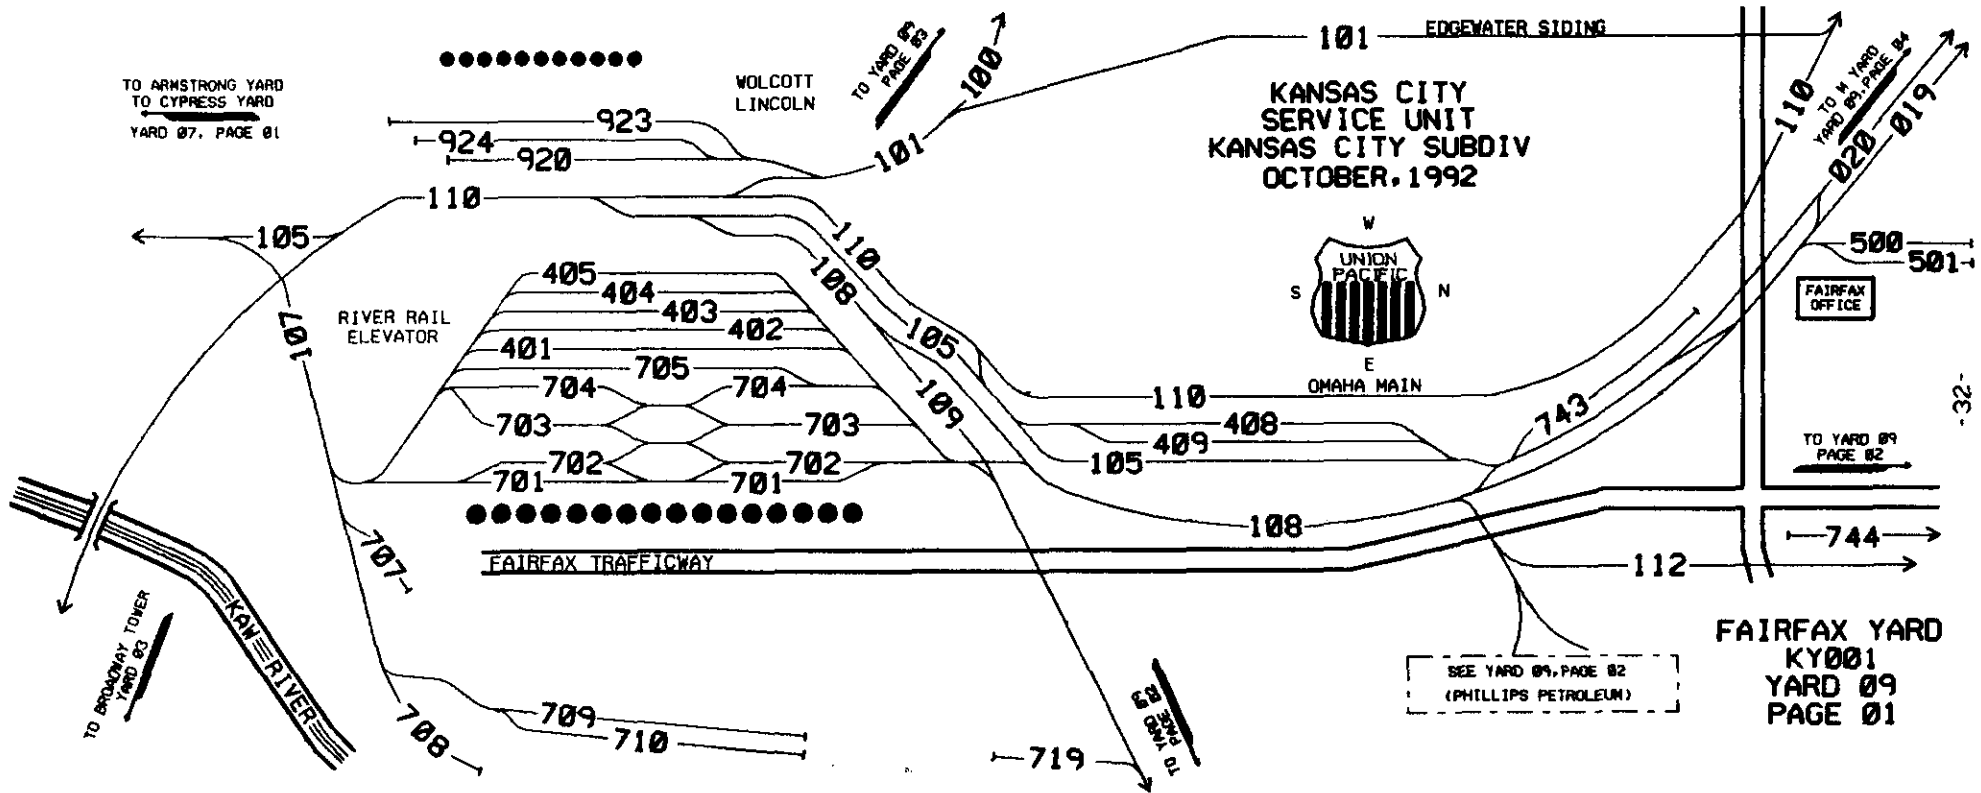 EDGEWATER SIDING
101
100
TO YARD 09
PAGE 03
WOLCOTT
LINCOLN
TO ARMSTRONG YARD
TO CYPRESS YARD
YARD 07, PAGE 01
923
924
920
101
KANSAS CITY
SERVICE UNIT
KANSAS CITY SUBDIV
OCTOBER, 1992
110
TO M YARD
YARD 09, PAGE 04
020
019
110
105
110
108
107
W
UNION
PACIFIC
S
N
E
OMAHA MAIN
500
501
FAIRFAX
OFFICE
RIVER RAIL
ELEVATOR
405
404
403
402
401
705
704
704
703
703
702
702
701
701
105
109
110
408
409
105
743
108
-32-
TO YARD 09
PAGE 02
744
112
FAIRFAX TRAFFICWAY
707
KAW RIVER
TO BROADWAY TOWER
YARD 03
708
709
710
719
TO YARD 09
PAGE 02
SEE YARD 09, PAGE 02
(PHILLIPS PETROLEUM)
FAIRFAX YARD
KY001
YARD 09
PAGE 01